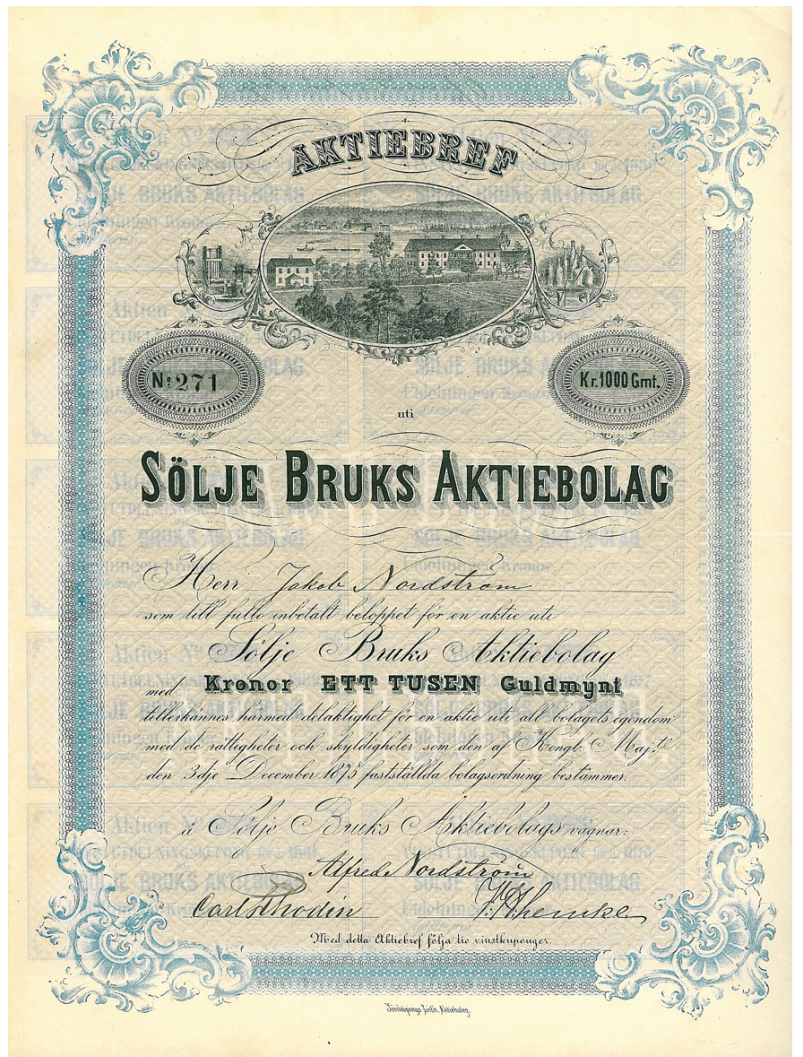 AKTIEBREF
No 271
Kr. 1000 Gmt.
uti
SÖLJE BRUKS AKTIEBOLAG
Herr Jakob Nordström
som till fullo inbetalt beloppet för en aktie uti
Sölje Bruks Aktiebolag
med Kronor ETT TUSEN Guldmynt
tillerkännes härmed delaktighet för en aktie uti all bolagets egendom
med de rättigheter och skyldigheter som den af Kongl. Maj:t
den 3dje December 1875 fastställda bolagsordning bestämmer.
å Sölje Bruks Aktiebolags vägnar:
Alfred Nordström
Carl Rhodin
Med detta Aktiebref följa tio vinstkuponger.